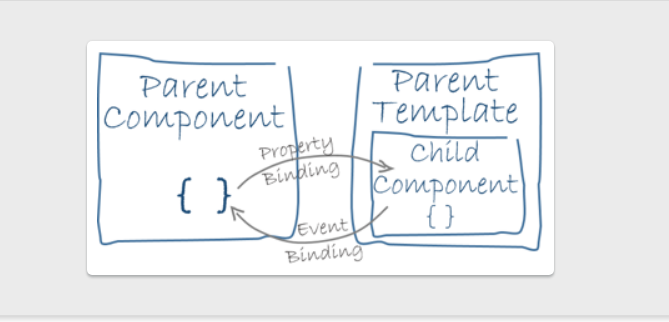 Parent
Component
{ }
Property
Binding
Event
Binding
Parent
Template
Child
Component
{ }